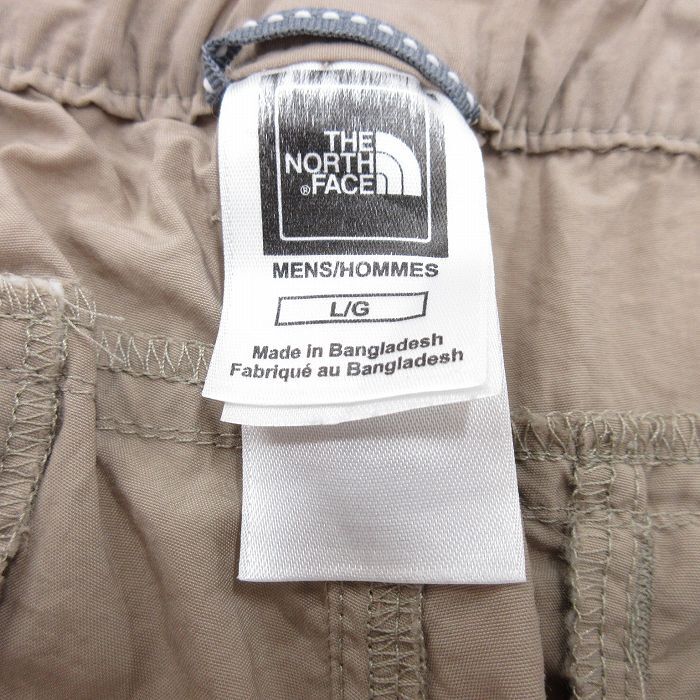 THE
NORTH
FACE
®
MENS/HOMMES
L/G
Made in Bangladesh
Fabriqué au Bangladesh